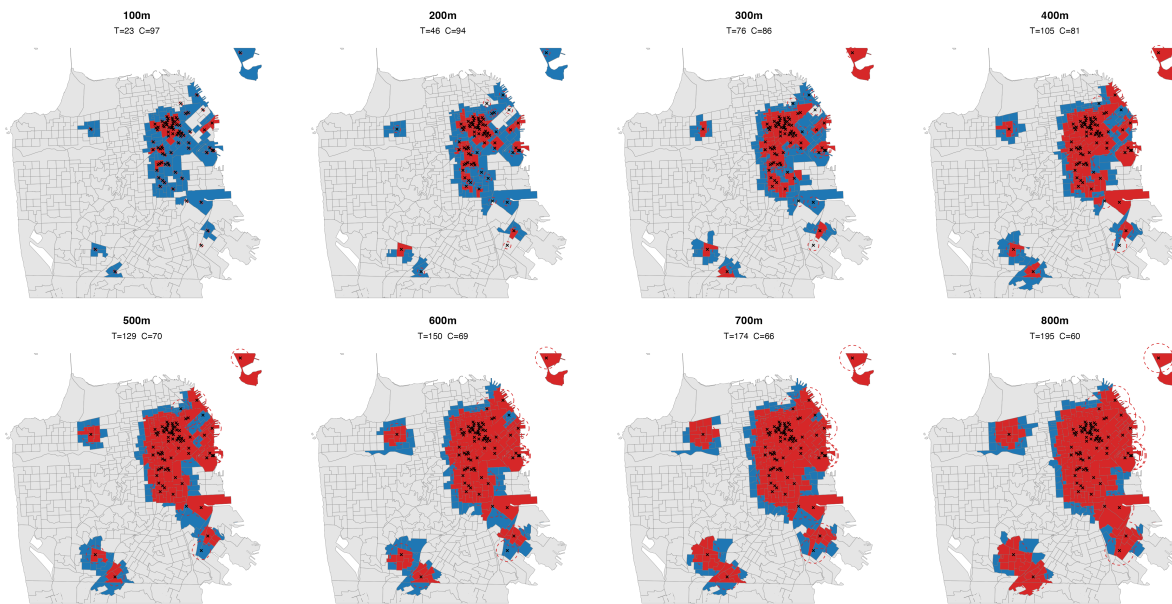 100m
T=23 C=97
200m
T=46 C=94
300m
T=76 C=86
400m
T=105 C=81
500m
T=129 C=70
600m
T=150 C=69
700m
T=174 C=66
800m
T=195 C=60